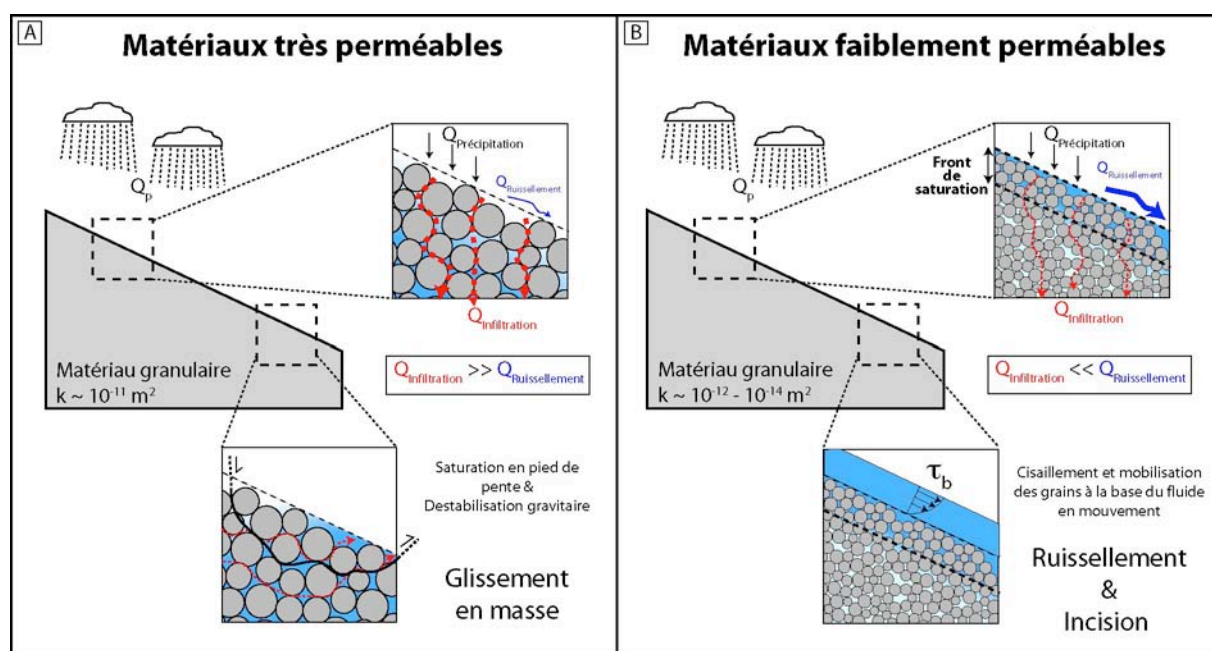 A
Matériaux très perméables
Qp
QPrécipitation
QRuissellement
QInfiltration
Matériau granulaire
k ~ 10⁻¹¹ m²
QInfiltration >> QRuissellement
Saturation en pied de
pente &
Destabilisation gravitaire
Glissement
en masse
B
Matériaux faiblement perméables
Qp
QPrécipitation
Front
de
saturation
QRuissellement
QInfiltration
Matériau granulaire
k ~ 10⁻¹² - 10⁻¹⁴ m²
QInfiltration << QRuissellement
τb
Cisaillement et mobilisation
des grains à la base du fluide
en mouvement
Ruissellement
&
Incision